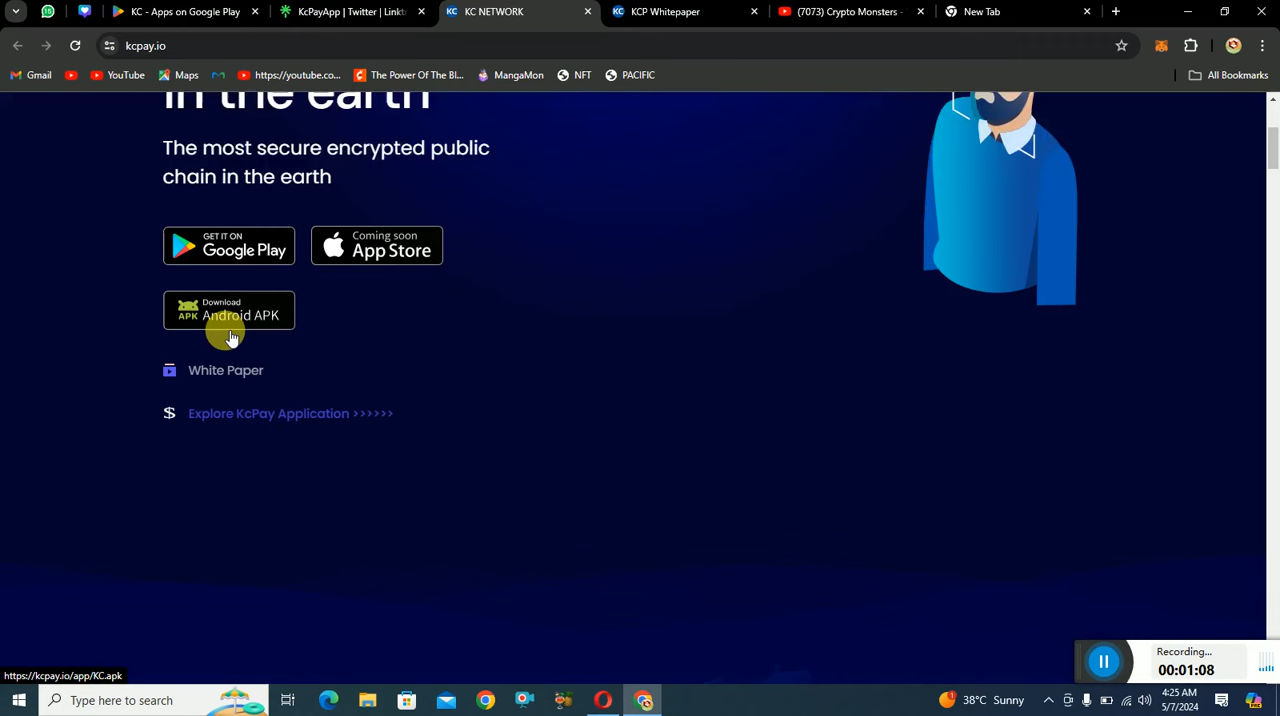 KC - Apps on Google Play
KcPayApp | Twitter | Linktr
KC NETWORK
KCP Whitepaper
(7073) Crypto Monsters -
New Tab
kcpay.io
Gmail
YouTube
Maps
https://youtube.co...
The Power Of The Bl...
MangaMon
NFT
PACIFIC
All Bookmarks
in the earth
The most secure encrypted public
chain in the earth
GET IT ON
Google Play
Coming soon
App Store
Download
APK Android APK
White Paper
$ Explore KcPay Application >>>>>>
Recording...
00:01:08
https://kcpay.io/app/KC.apk
Type here to search
38°C Sunny
4:25 AM
5/7/2024